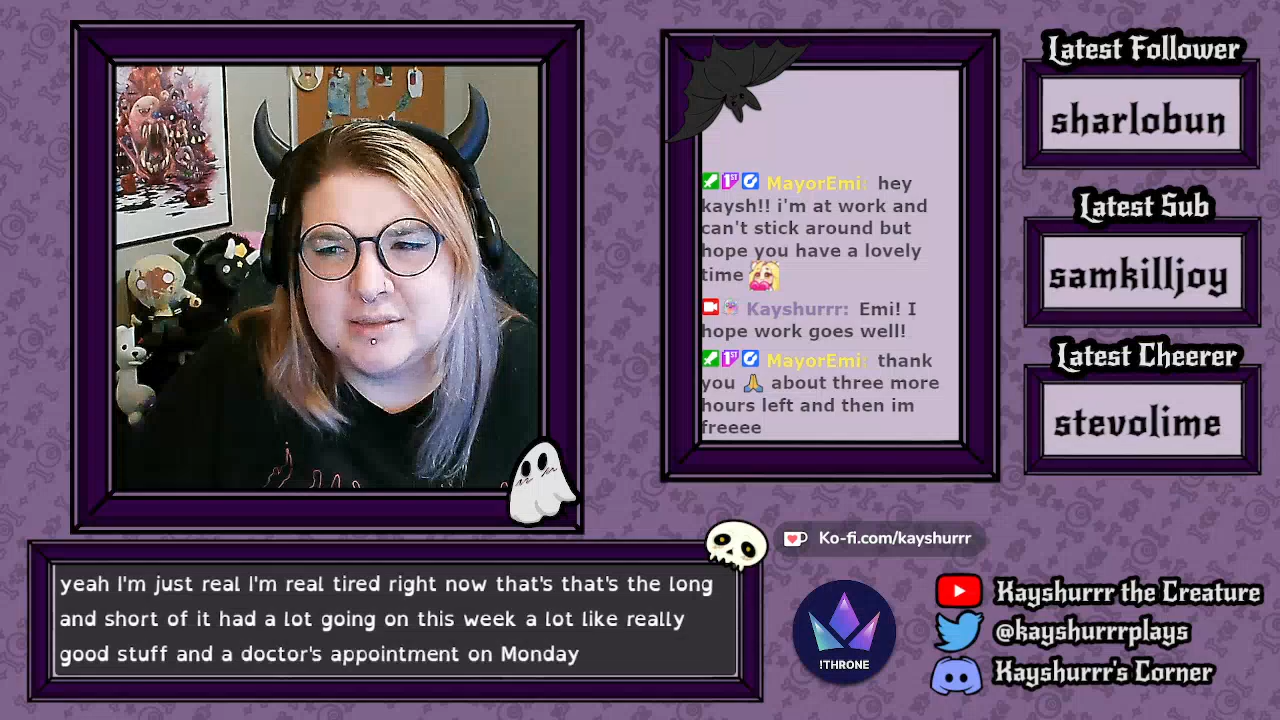 Latest Follower
sharlobun
Latest Sub
samkilljoy
Latest Cheerer
stevolime
1ST MayorEmi: hey
kaysh!! i'm at work and
can't stick around but
hope you have a lovely
time
Kayshurrr: Emi! I
hope work goes well!
1ST MayorEmi: thank
you 🙏 about three more
hours left and then im
freeee
Ko-fi.com/kayshurrr
yeah I'm just real I'm real tired right now that's that's the long
and short of it had a lot going on this week a lot like really
good stuff and a doctor's appointment on Monday
!THRONE
Kayshurrr the Creature
@kayshurrrplays
Kayshurrr's Corner